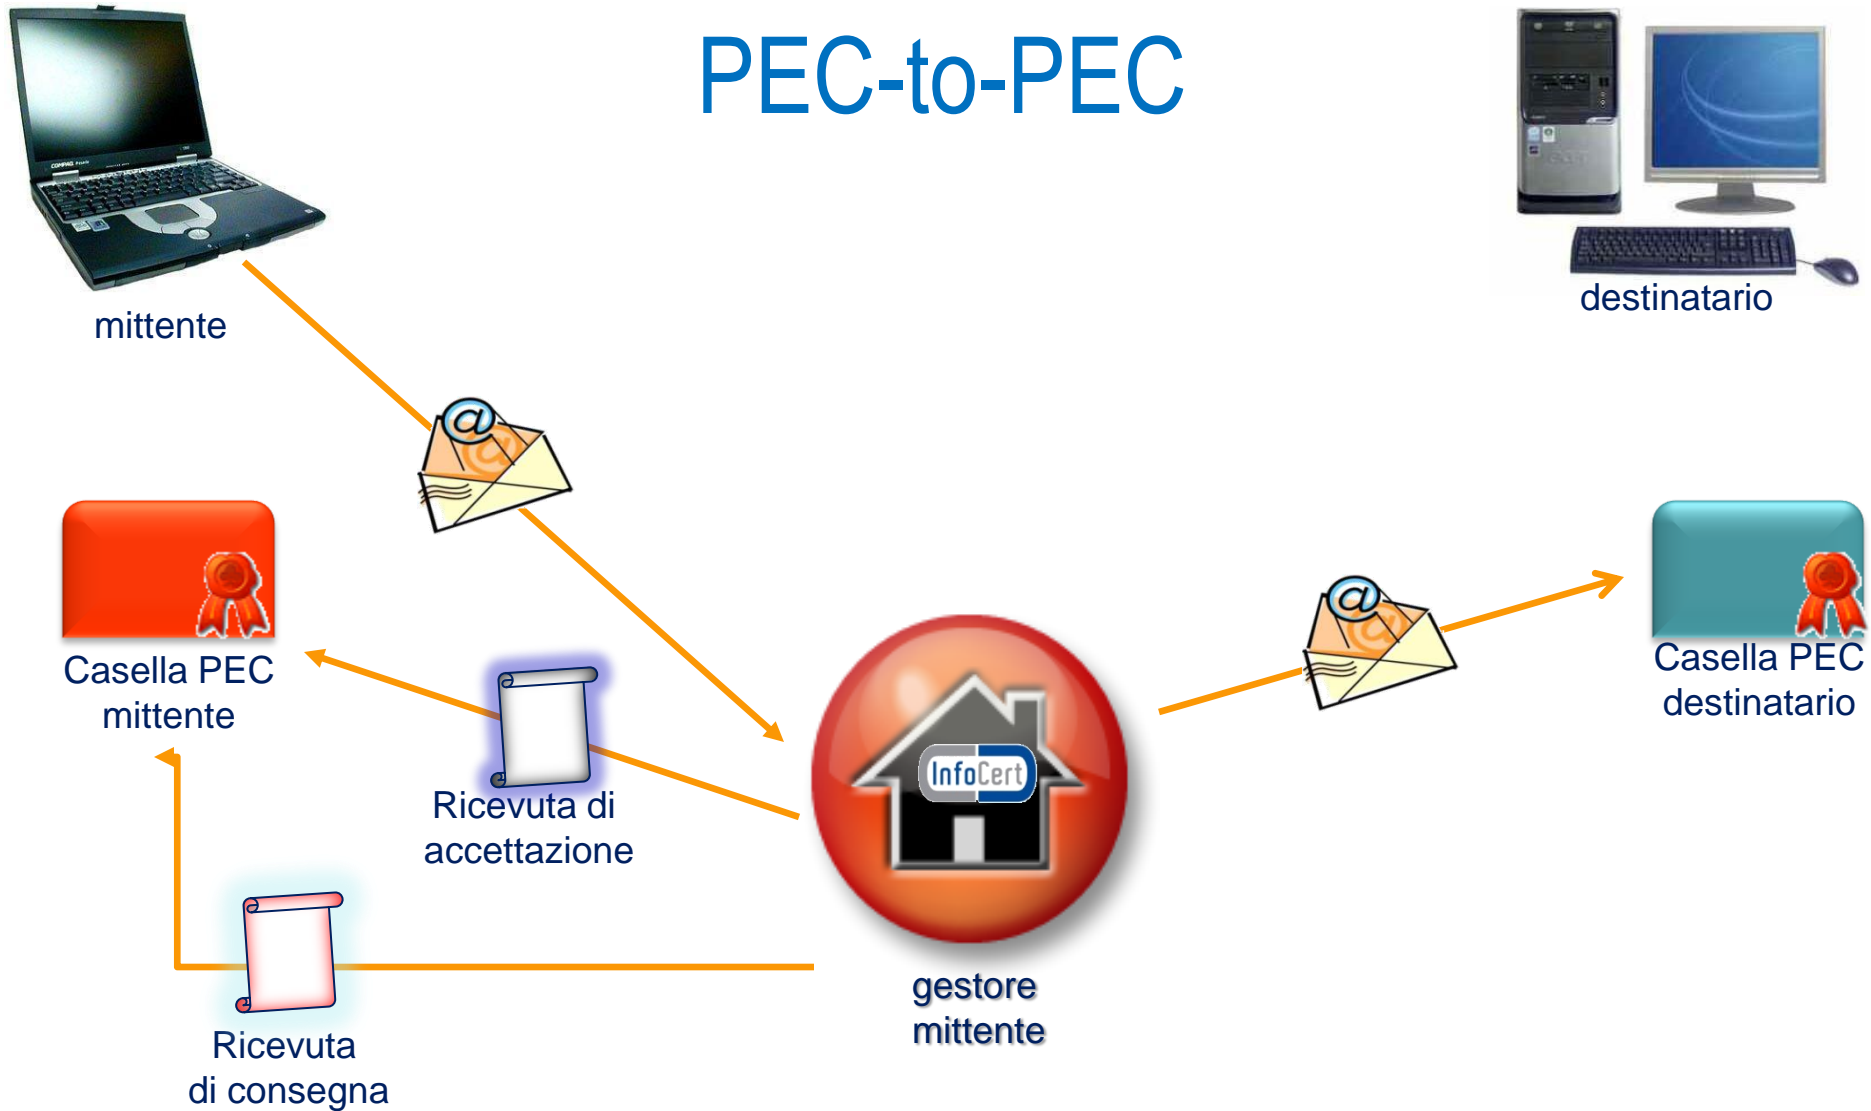 PEC-to-PEC
mittente
destinatario
Casella PEC
mittente
Casella PEC
destinatario
InfoCert
Ricevuta di
accettazione
gestore
mittente
Ricevuta
di consegna
COMPAQ